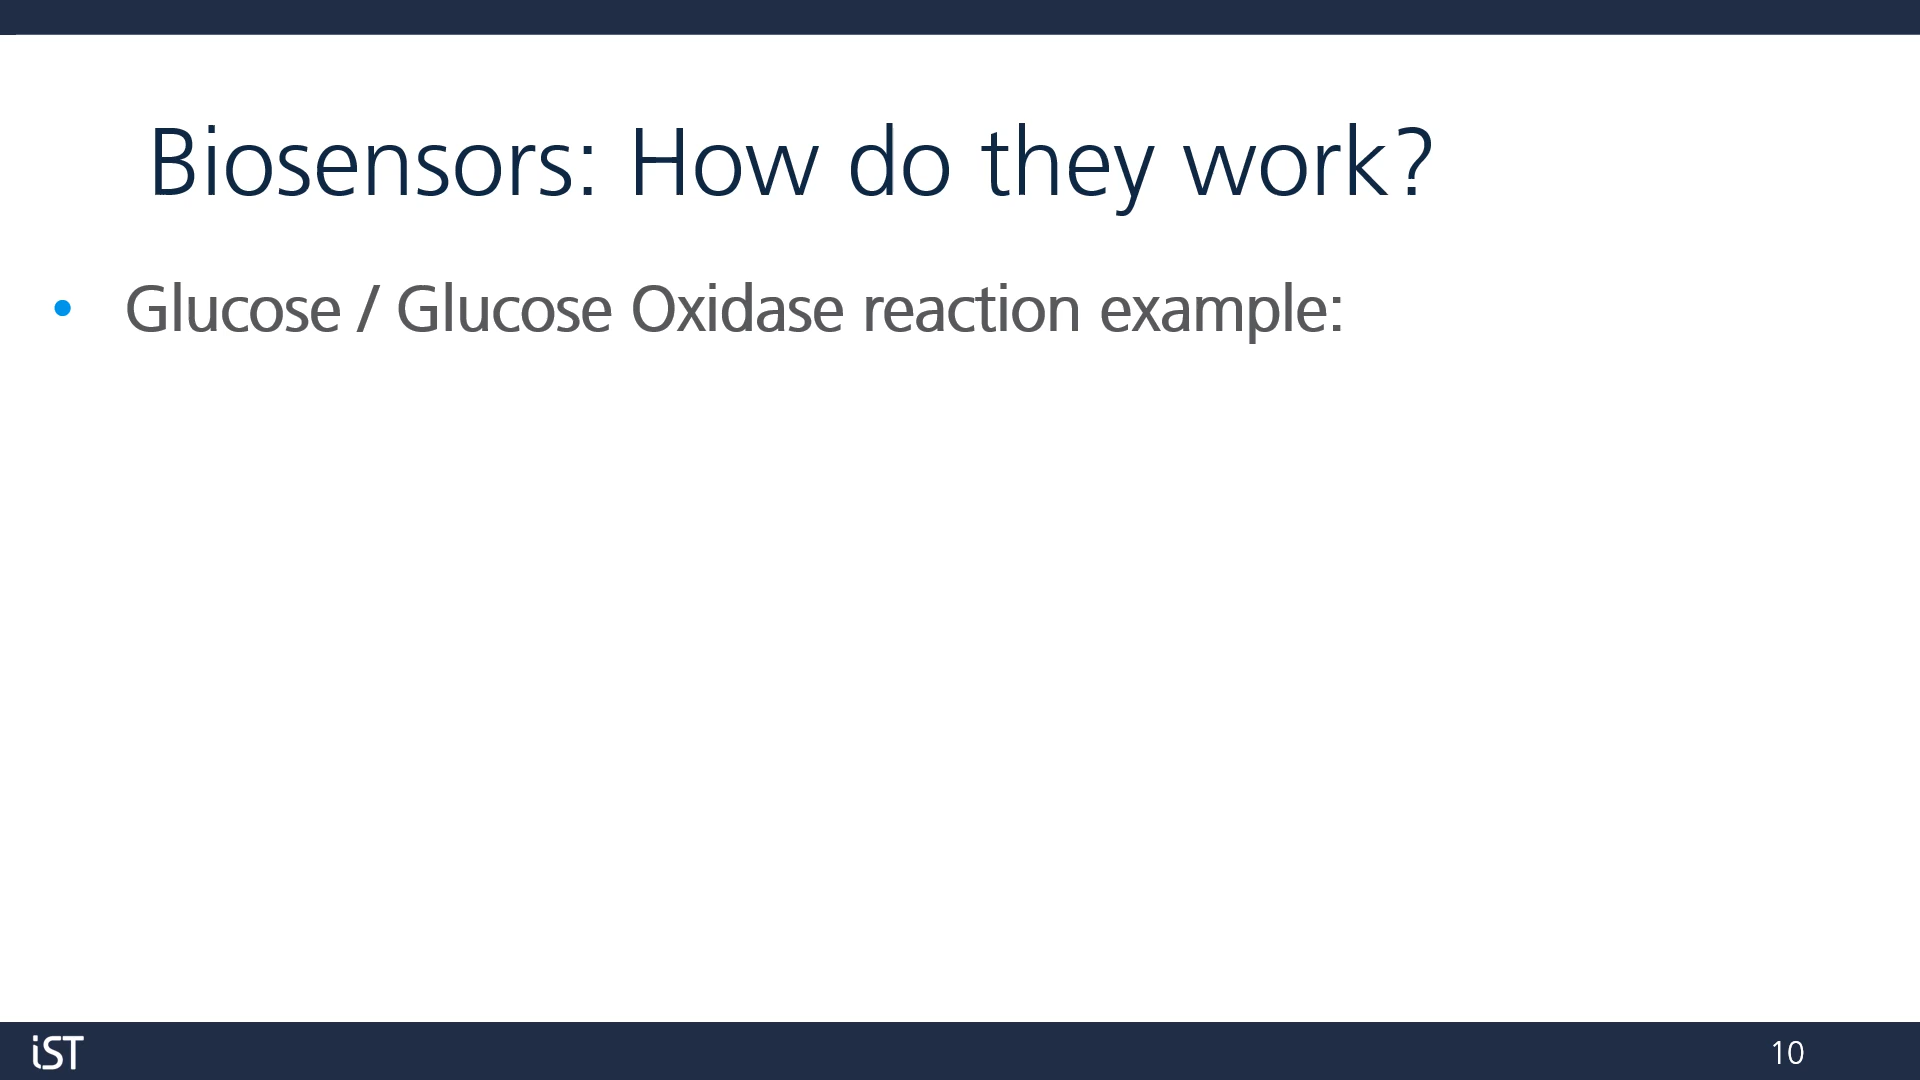 Biosensors: How do they work?
• Glucose / Glucose Oxidase reaction example:
iST
10